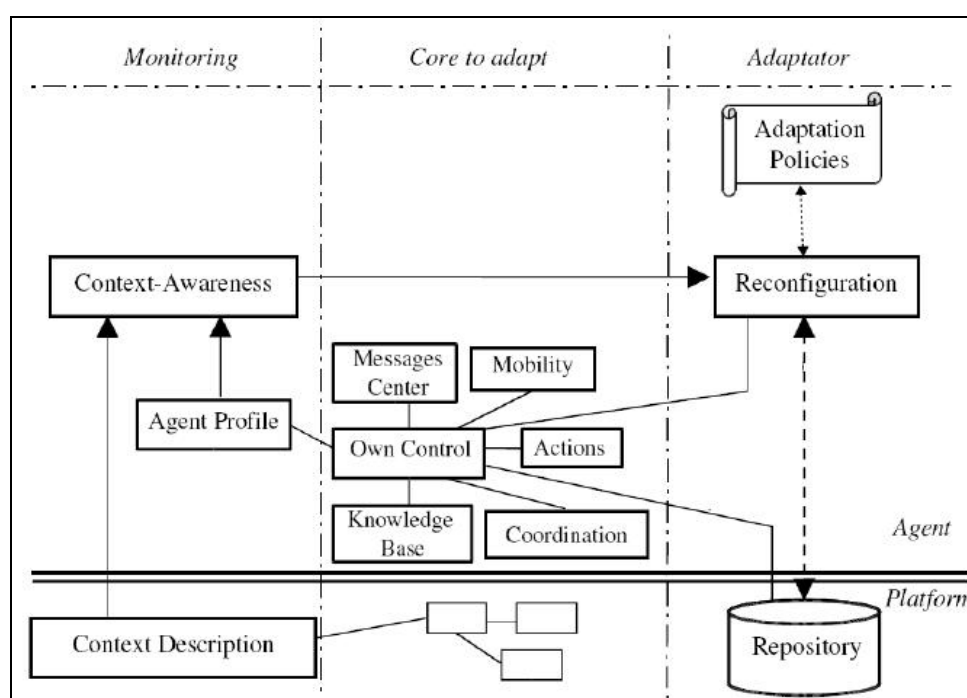 Monitoring
Core to adapt
Adaptator
Adaptation
Policies
Context-Awareness
Reconfiguration
Messages
Center
Mobility
Agent Profile
Own Control
Actions
Knowledge
Base
Coordination
Agent
Platform
Context Description
Repository